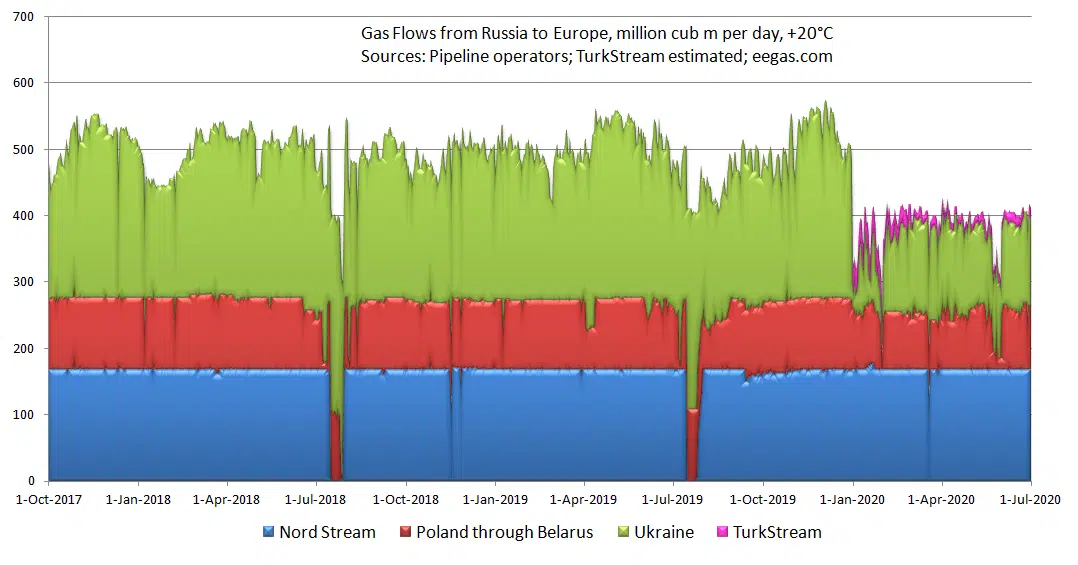 700
Gas Flows from Russia to Europe, million cub m per day, +20°C
Sources: Pipeline operators; TurkStream estimated; eegas.com
600
500
400
300
200
100
0
1-Oct-2017 1-Jan-2018 1-Apr-2018 1-Jul-2018 1-Oct-2018 1-Jan-2019 1-Apr-2019 1-Jul-2019 1-Oct-2019 1-Jan-2020 1-Apr-2020 1-Jul-2020
Nord Stream Poland through Belarus Ukraine TurkStream